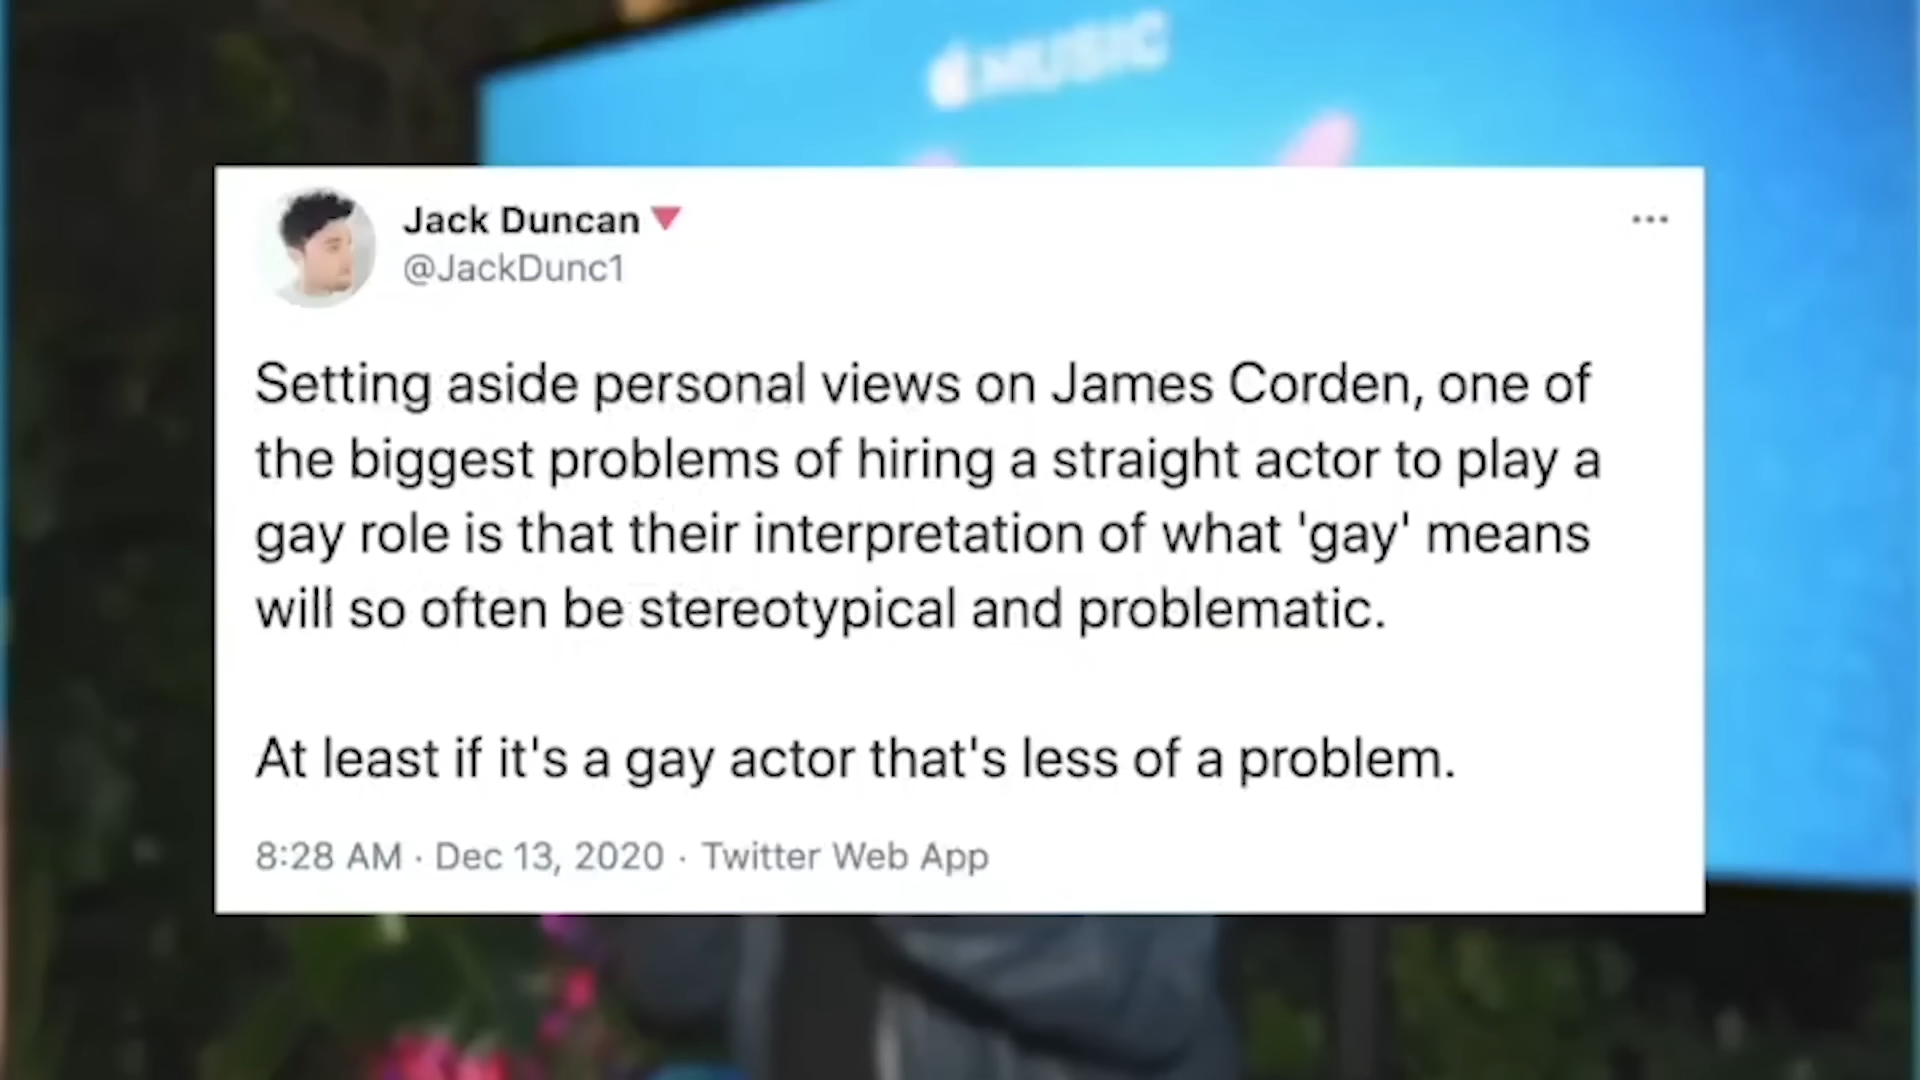 MUSIC
Jack Duncan
@JackDunc1
Setting aside personal views on James Corden, one of
the biggest problems of hiring a straight actor to play a
gay role is that their interpretation of what 'gay' means
will so often be stereotypical and problematic.
At least if it's a gay actor that's less of a problem.
8:28 AM · Dec 13, 2020 · Twitter Web App